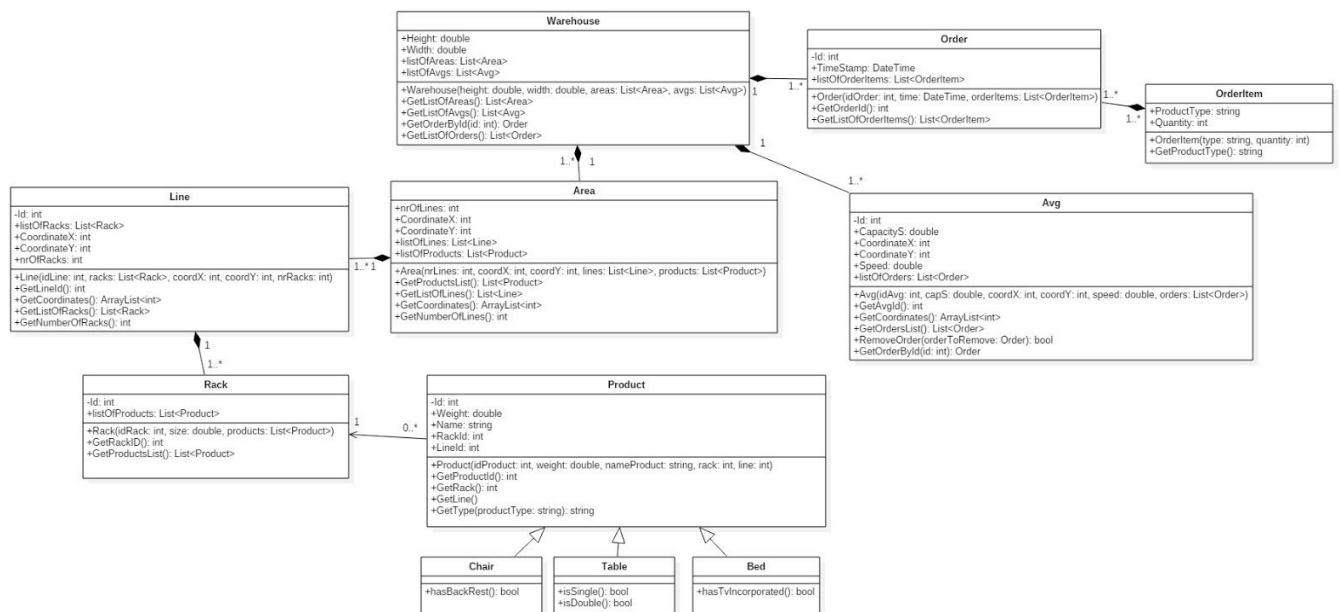 Warehouse
+Height: double
+Width: double
+listOfAreas: List<Area>
+listOfAvgs: List<Avg>
+Warehouse(height: double, width: double, areas: List<Area>, avgs: List<Avg>)
+GetListOfAreas(): List<Area>
+GetListOfAvgs(): List<Avg>
+GetOrderById(id: int): Order
+GetListOfOrders(): List<Order>
1
1..*
Order
-Id: int
+TimeStamp: DateTime
+listOfOrderItems: List<OrderItem>
+Order(idOrder: int, time: DateTime, orderItems: List<OrderItem>)
+GetOrderId(): int
+GetListOfOrderItems(): List<OrderItem>
1..*
1..*
OrderItem
+ProductType: string
+Quantity: int
+OrderItem(type: string, quantity: int)
+GetProductType(): string
1..*
1
1
1..*
Line
-Id: int
+listOfRacks: List<Rack>
+CoordinateX: int
+CoordinateY: int
+nrOfRacks: int
+Line(idLine: int, racks: List<Rack>, coordX: int, coordY: int, nrRacks: int)
+GetLineId(): int
+GetCoordinates(): ArrayList<int>
+GetListOfRacks(): List<Rack>
+GetNumberOfRacks(): int
1..*
1
Area
+nrOfLines: int
+CoordinateX: int
+CoordinateY: int
+listOfLines: List<Line>
+listOfProducts: List<Product>
+Area(nrLines: int, coordX: int, coordY: int, lines: List<Line>, products: List<Product>)
+GetProductsList(): List<Product>
+GetListOfLines(): List<Line>
+GetCoordinates(): ArrayList<int>
+GetNumberOfLines(): int
Avg
-Id: int
+CapacityS: double
+CoordinateX: int
+CoordinateY: int
+Speed: double
+listOfOrders: List<Order>
+Avg(idAvg: int, capS: double, coordX: int, coordY: int, speed: double, orders: List<Order>)
+GetAvgId(): int
+GetCoordinates(): ArrayList<int>
+GetOrdersList(): List<Order>
+RemoveOrder(orderToRemove: Order): bool
+GetOrderById(id: int): Order
1
1..*
Rack
-Id: int
+listOfProducts: List<Product>
+Rack(idRack: int, size: double, products: List<Product>)
+GetRackID(): int
+GetProductsList(): List<Product>
1
0..*
Product
-Id: int
+Weight: double
+Name: string
+RackId: int
+LineId: int
+Product(idProduct: int, weight: double, nameProduct: string, rack: int, line: int)
+GetProductId(): int
+GetRack(): int
+GetLine()
+GetType(productType: string): string
Chair
+hasBackRest(): bool
Table
+isSingle(): bool
+isDouble(): bool
Bed
+hasTvIncorporated(): bool